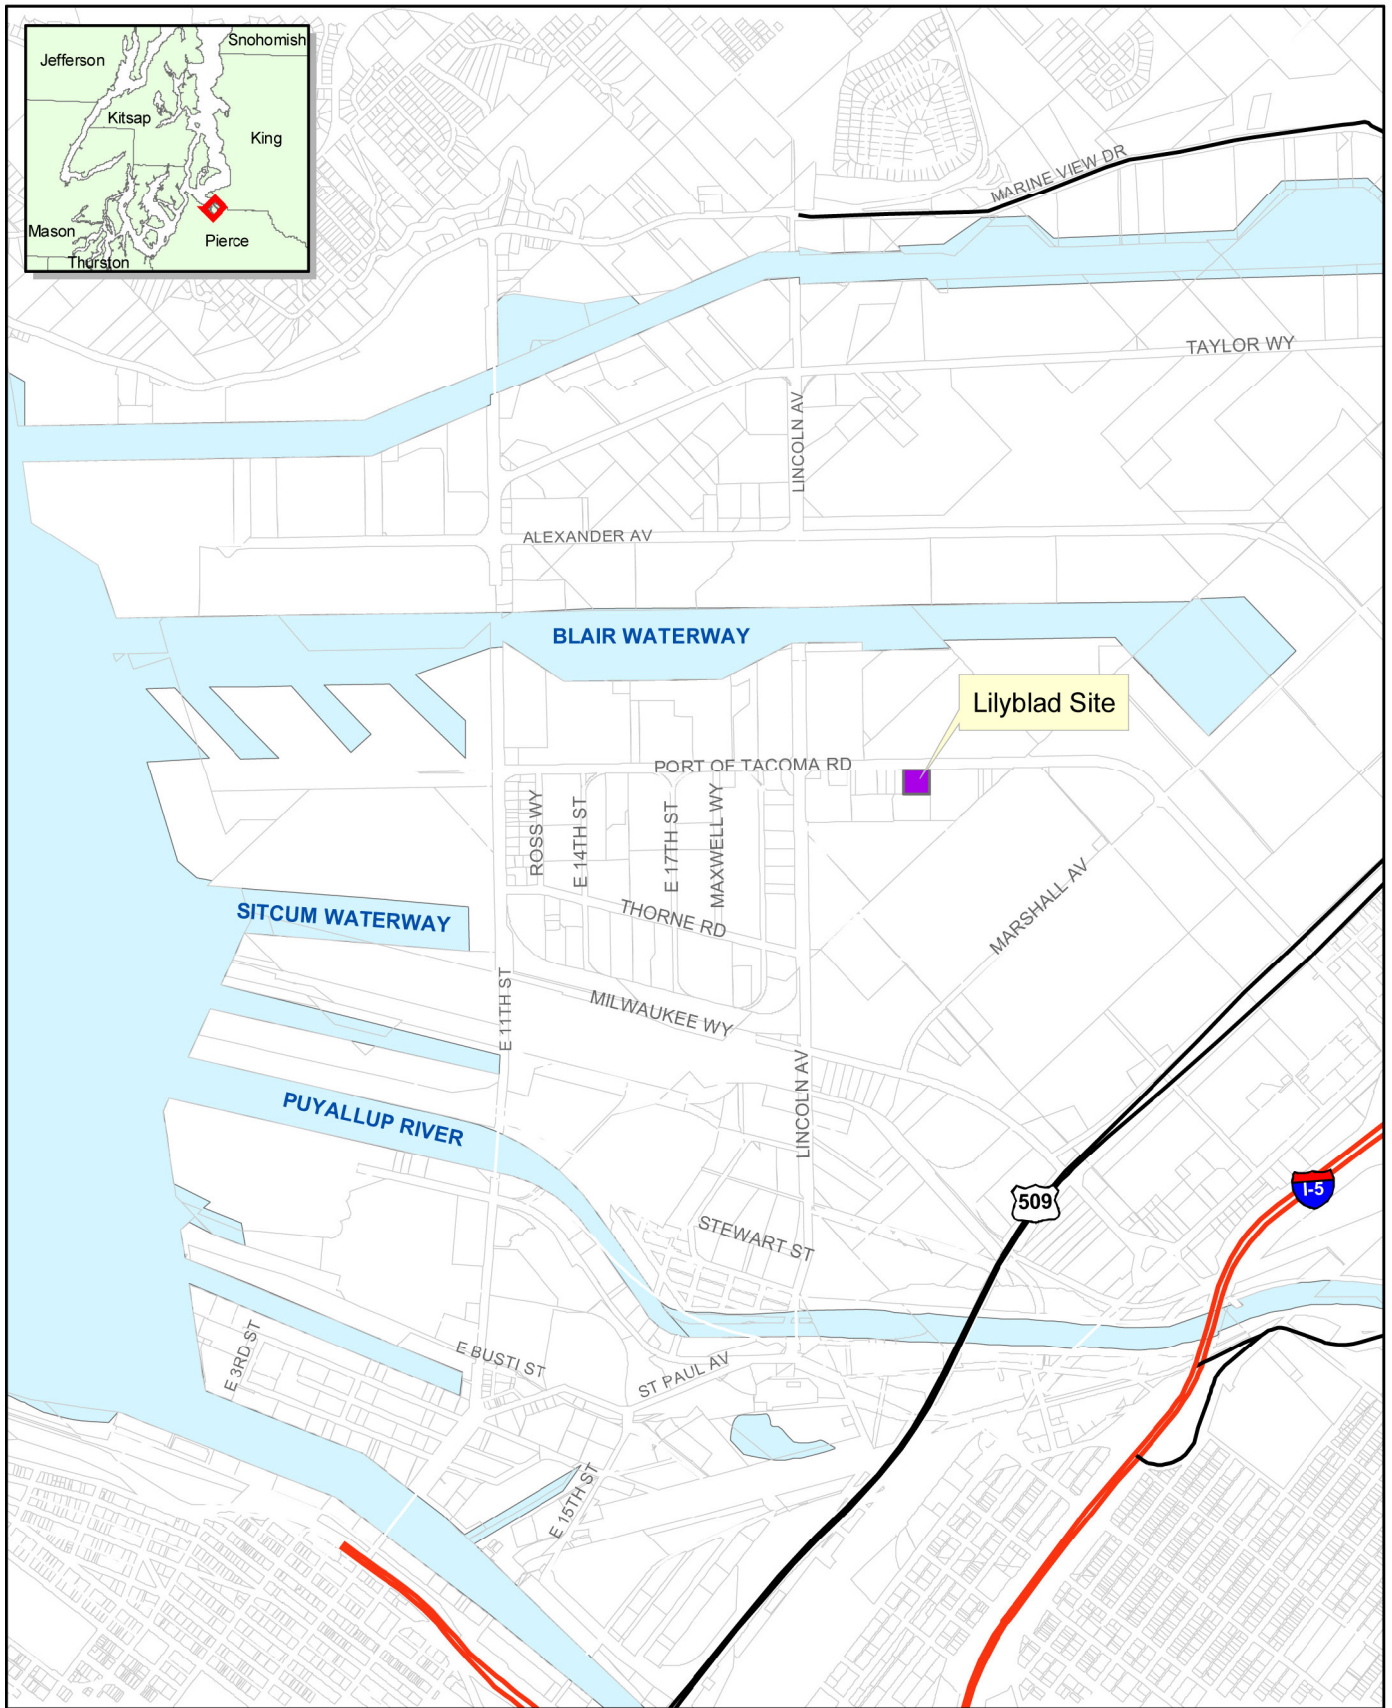 Snohomish
Jefferson
Kitsap
King
Mason
Pierce
Thurston
MARINE VIEW DR
TAYLOR WY
LINCOLN AV
ALEXANDER AV
BLAIR WATERWAY
Lilyblad Site
PORT OF TACOMA RD
ROSS WY
E 14TH ST
E 17TH ST
MAXWELL WY
THORNE RD
MARSHALL AV
SITCUM WATERWAY
E 11TH ST
MILWAUKEE WY
LINCOLN AV
PUYALLUP RIVER
509
I-5
STEWART ST
E 3RD ST
E BUSTI ST
ST PAUL AV
E 15TH ST